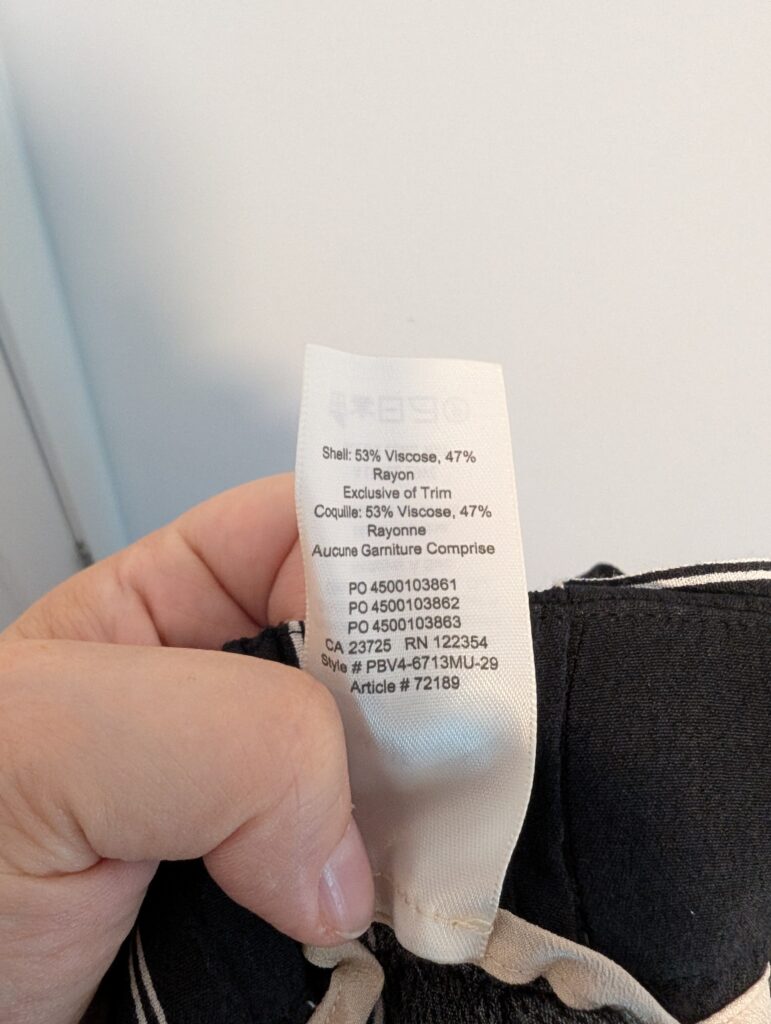 Shell: 53% Viscose, 47%
Rayon
Exclusive of Trim
Coquille: 53% Viscose, 47%
Rayonne
Aucune Garniture Comprise
PO 4500103861
PO 4500103862
PO 4500103863
CA 23725 RN 122354
Style # PBV4-6713MU-29
Article # 72189